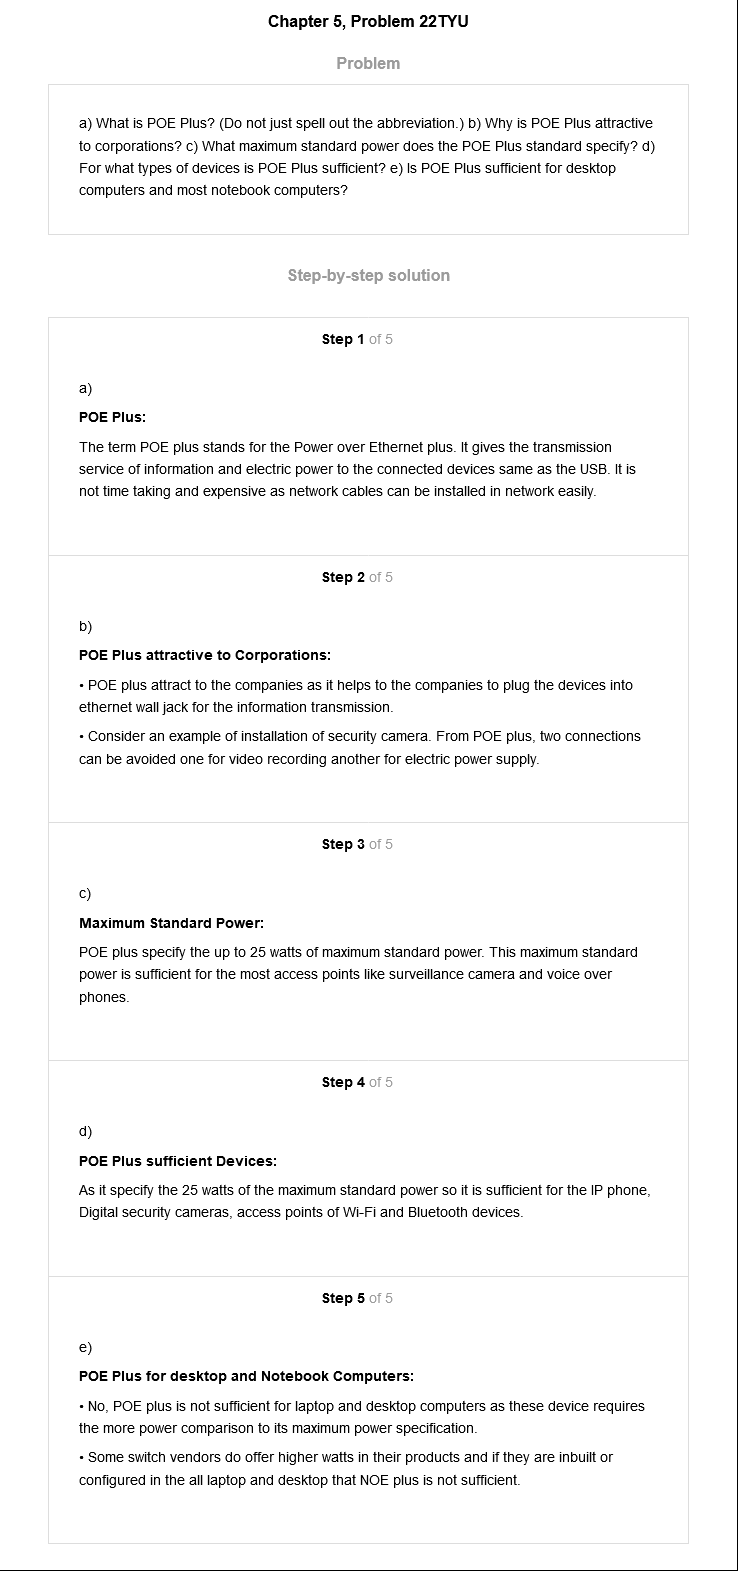 Chapter 5, Problem 22TYU
Problem
a) What is POE Plus? (Do not just spell out the abbreviation.) b) Why is POE Plus attractive
to corporations? c) What maximum standard power does the POE Plus standard specify? d)
For what types of devices is POE Plus sufficient? e) Is POE Plus sufficient for desktop
computers and most notebook computers?
Step-by-step solution
Step 1 of 5
a)
POE Plus:
The term POE plus stands for the Power over Ethernet plus. It gives the transmission
service of information and electric power to the connected devices same as the USB. It is
not time taking and expensive as network cables can be installed in network easily.
Step 2 of 5
b)
POE Plus attractive to Corporations:
• POE plus attract to the companies as it helps to the companies to plug the devices into
ethernet wall jack for the information transmission.
• Consider an example of installation of security camera. From POE plus, two connections
can be avoided one for video recording another for electric power supply.
Step 3 of 5
c)
Maximum Standard Power:
POE plus specify the up to 25 watts of maximum standard power. This maximum standard
power is sufficient for the most access points like surveillance camera and voice over
phones.
Step 4 of 5
d)
POE Plus sufficient Devices:
As it specify the 25 watts of the maximum standard power so it is sufficient for the IP phone,
Digital security cameras, access points of Wi-Fi and Bluetooth devices.
Step 5 of 5
e)
POE Plus for desktop and Notebook Computers:
• No, POE plus is not sufficient for laptop and desktop computers as these device requires
the more power comparison to its maximum power specification.
• Some switch vendors do offer higher watts in their products and if they are inbuilt or
configured in the all laptop and desktop that NOE plus is not sufficient.